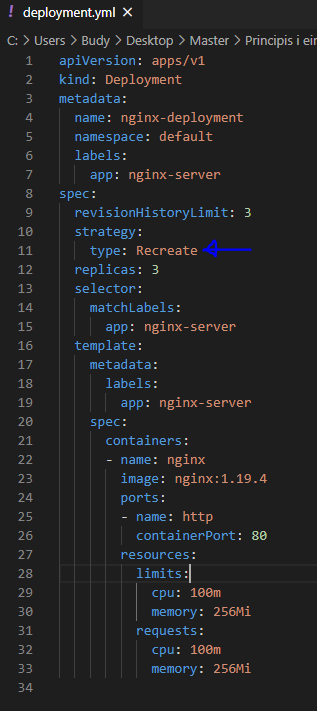 ! deployment.yml ×
C: > Users > Budy > Desktop > Master > Principis i ein
1 apiVersion: apps/v1
2 kind: Deployment
3 metadata:
4   name: nginx-deployment
5   namespace: default
6   labels:
7     app: nginx-server
8 spec:
9   revisionHistoryLimit: 3
10   strategy:
11     type: Recreate
12   replicas: 3
13   selector:
14     matchLabels:
15       app: nginx-server
16   template:
17     metadata:
18       labels:
19         app: nginx-server
20     spec:
21       containers:
22       - name: nginx
23         image: nginx:1.19.4
24         ports:
25         - name: http
26           containerPort: 80
27         resources:
28           limits:
29             cpu: 100m
30             memory: 256Mi
31           requests:
32             cpu: 100m
33             memory: 256Mi
34